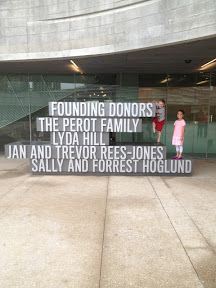 FOUNDING DONORS
THE PEROT FAMILY
LYDA HILL
JAN AND TREVOR REES-JONES
SALLY AND FORREST HOGLUND